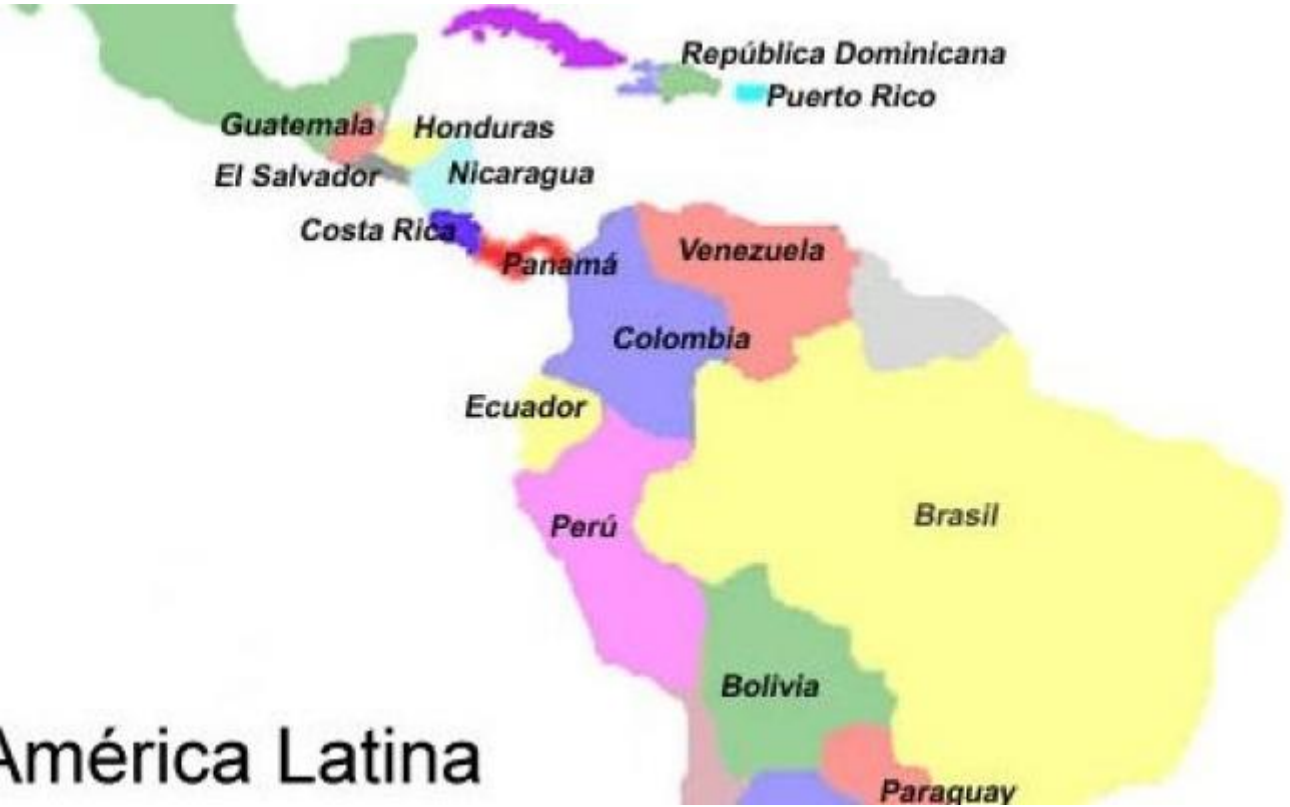 República Dominicana
Puerto Rico
Guatemala
Honduras
El Salvador
Nicaragua
Costa Rica
Panamá
Venezuela
Colombia
Ecuador
Perú
Brasil
Bolivia
América Latina
Paraguay